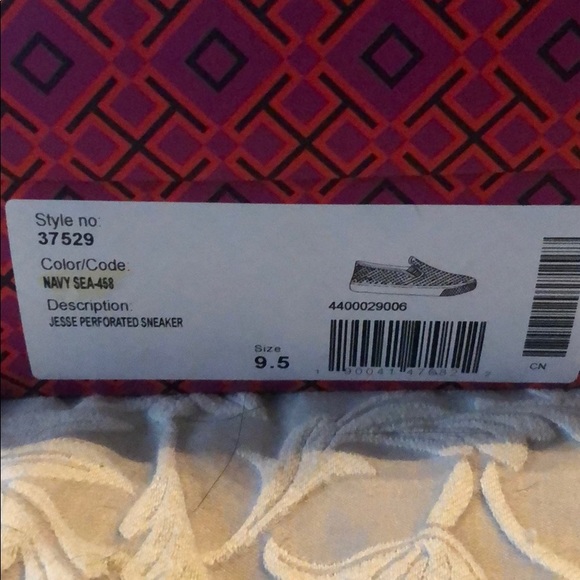 Style no:
37529
Color/Code:
NAVY SEA-458
Description:
JESSE PERFORATED SNEAKER
4400029006
Size
9.5
CN